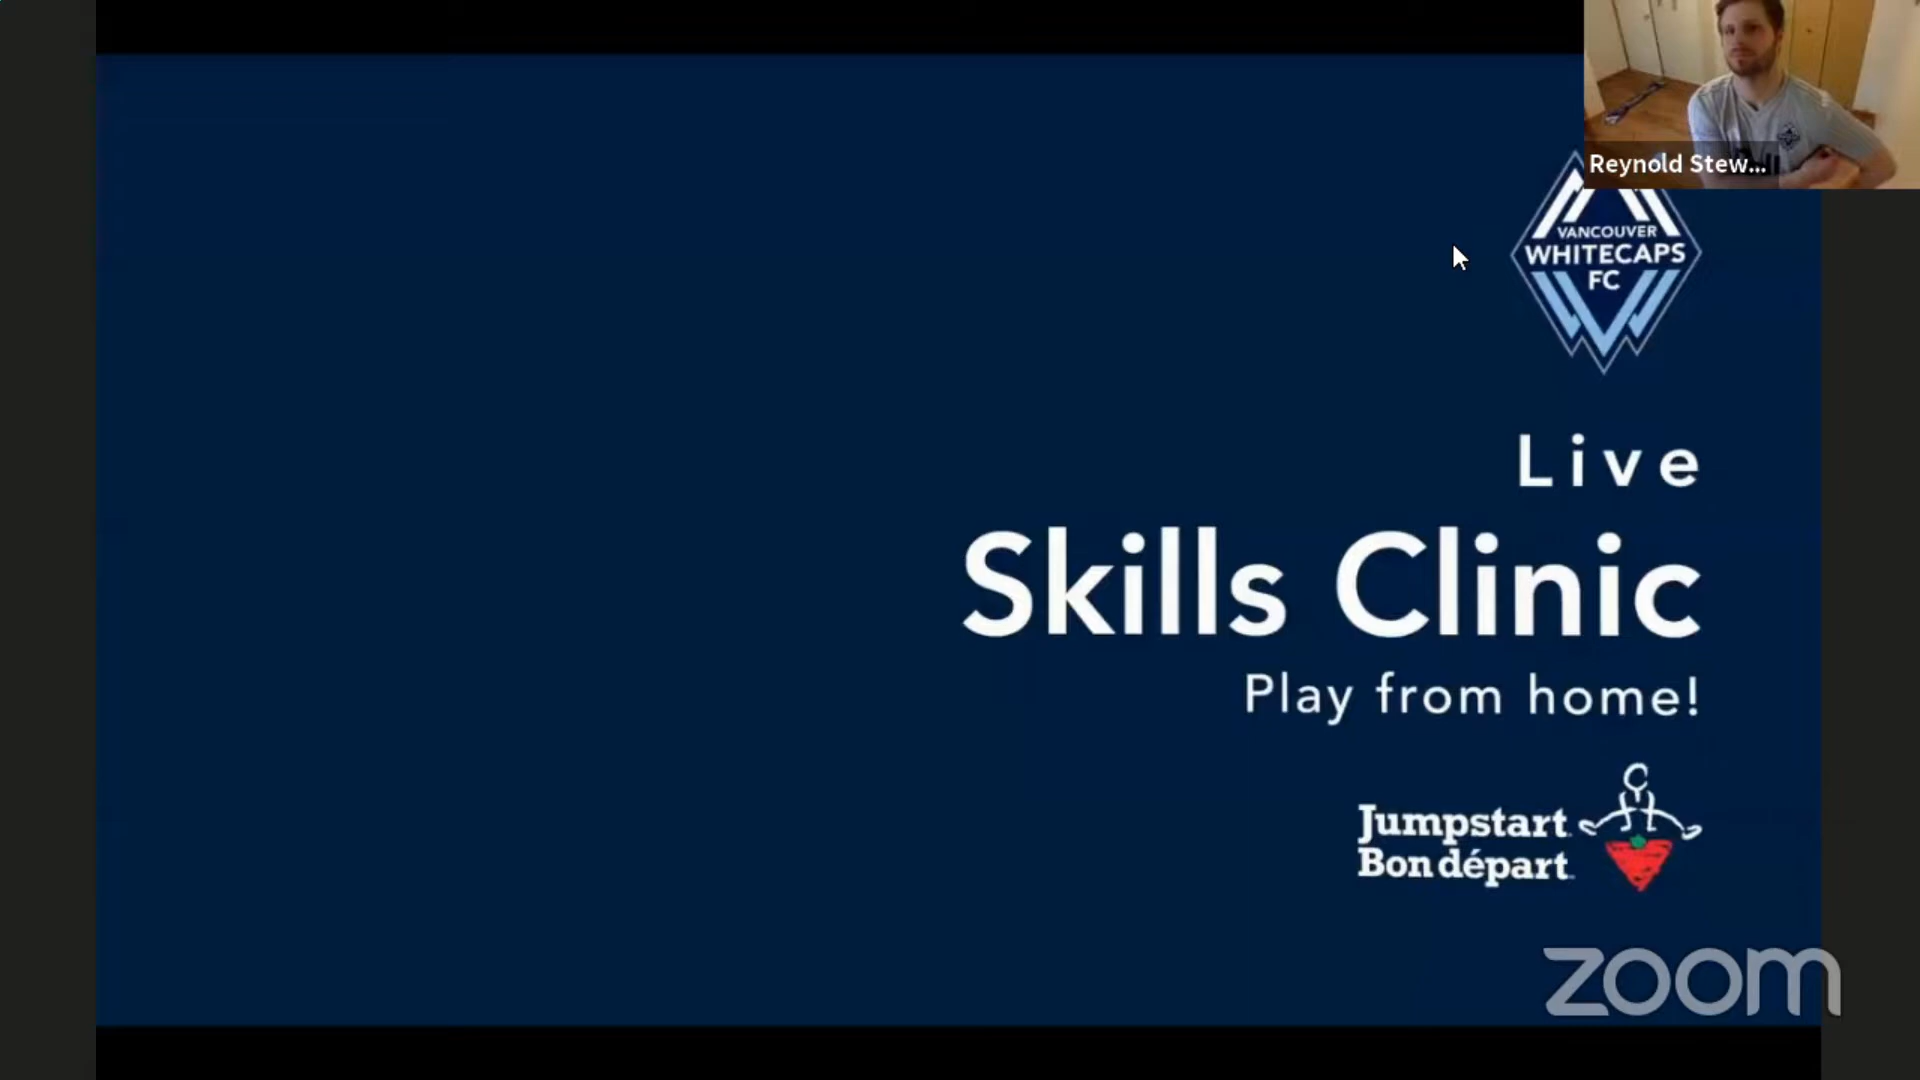 Reynold Stew...
VANCOUVER
WHITECAPS
FC
Live
Skills Clinic
Play from home!
Jumpstart
Bon départ
zoom